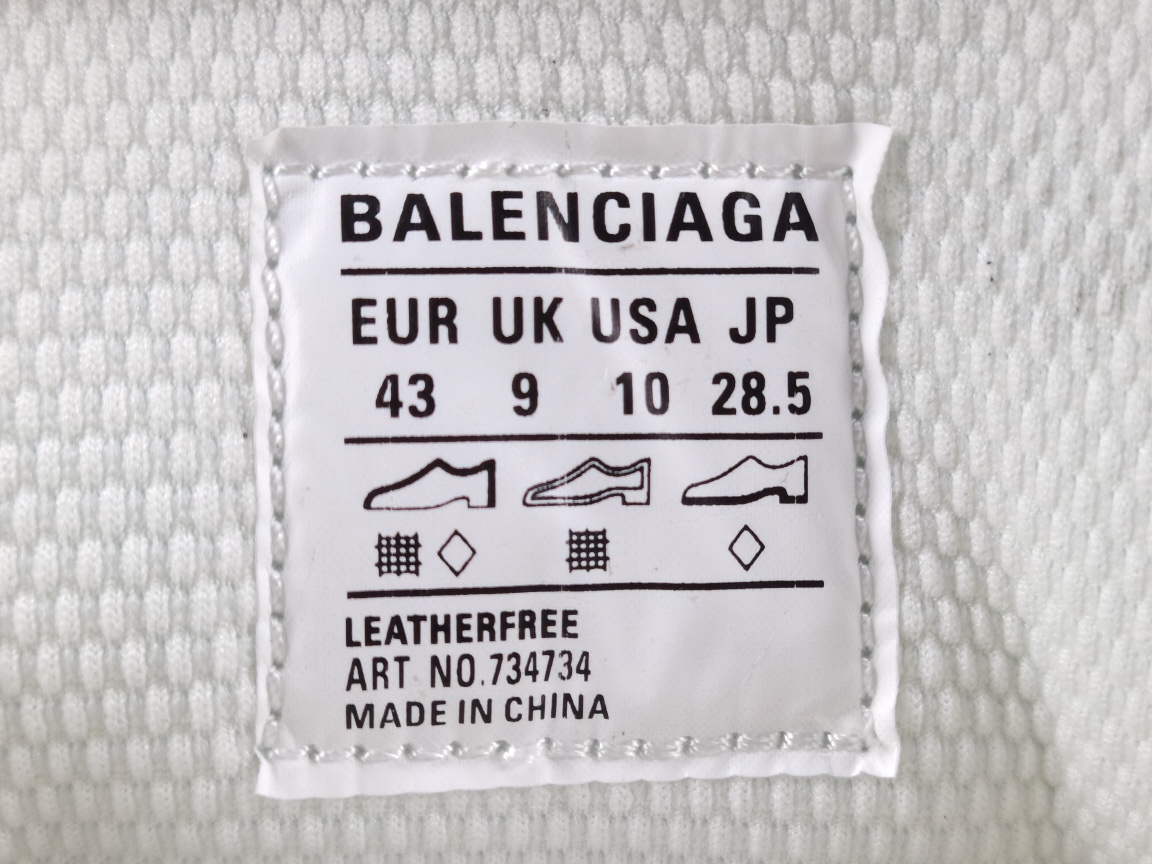 BALENCIAGA
EUR UK USA JP
43 9 10 28.5
LEATHERFREE
ART NO.734734
MADE IN CHINA